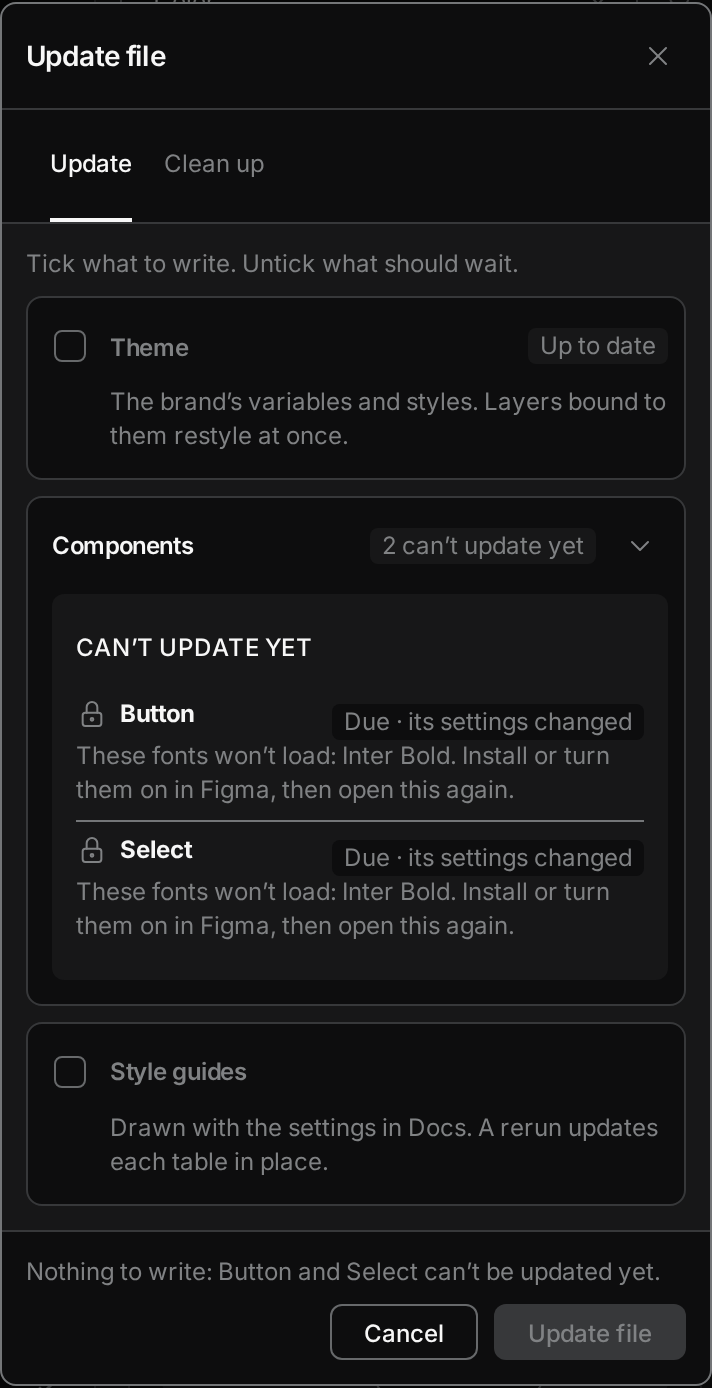 Update file
Update Clean up
Tick what to write. Untick what should wait.
Theme Up to date
The brand’s variables and styles. Layers bound to
them restyle at once.
Components 2 can’t update yet
CAN’T UPDATE YET
Button Due · its settings changed
These fonts won’t load: Inter Bold. Install or turn
them on in Figma, then open this again.
Select Due · its settings changed
These fonts won’t load: Inter Bold. Install or turn
them on in Figma, then open this again.
Style guides
Drawn with the settings in Docs. A rerun updates
each table in place.
Nothing to write: Button and Select can’t be updated yet.
Cancel Update file